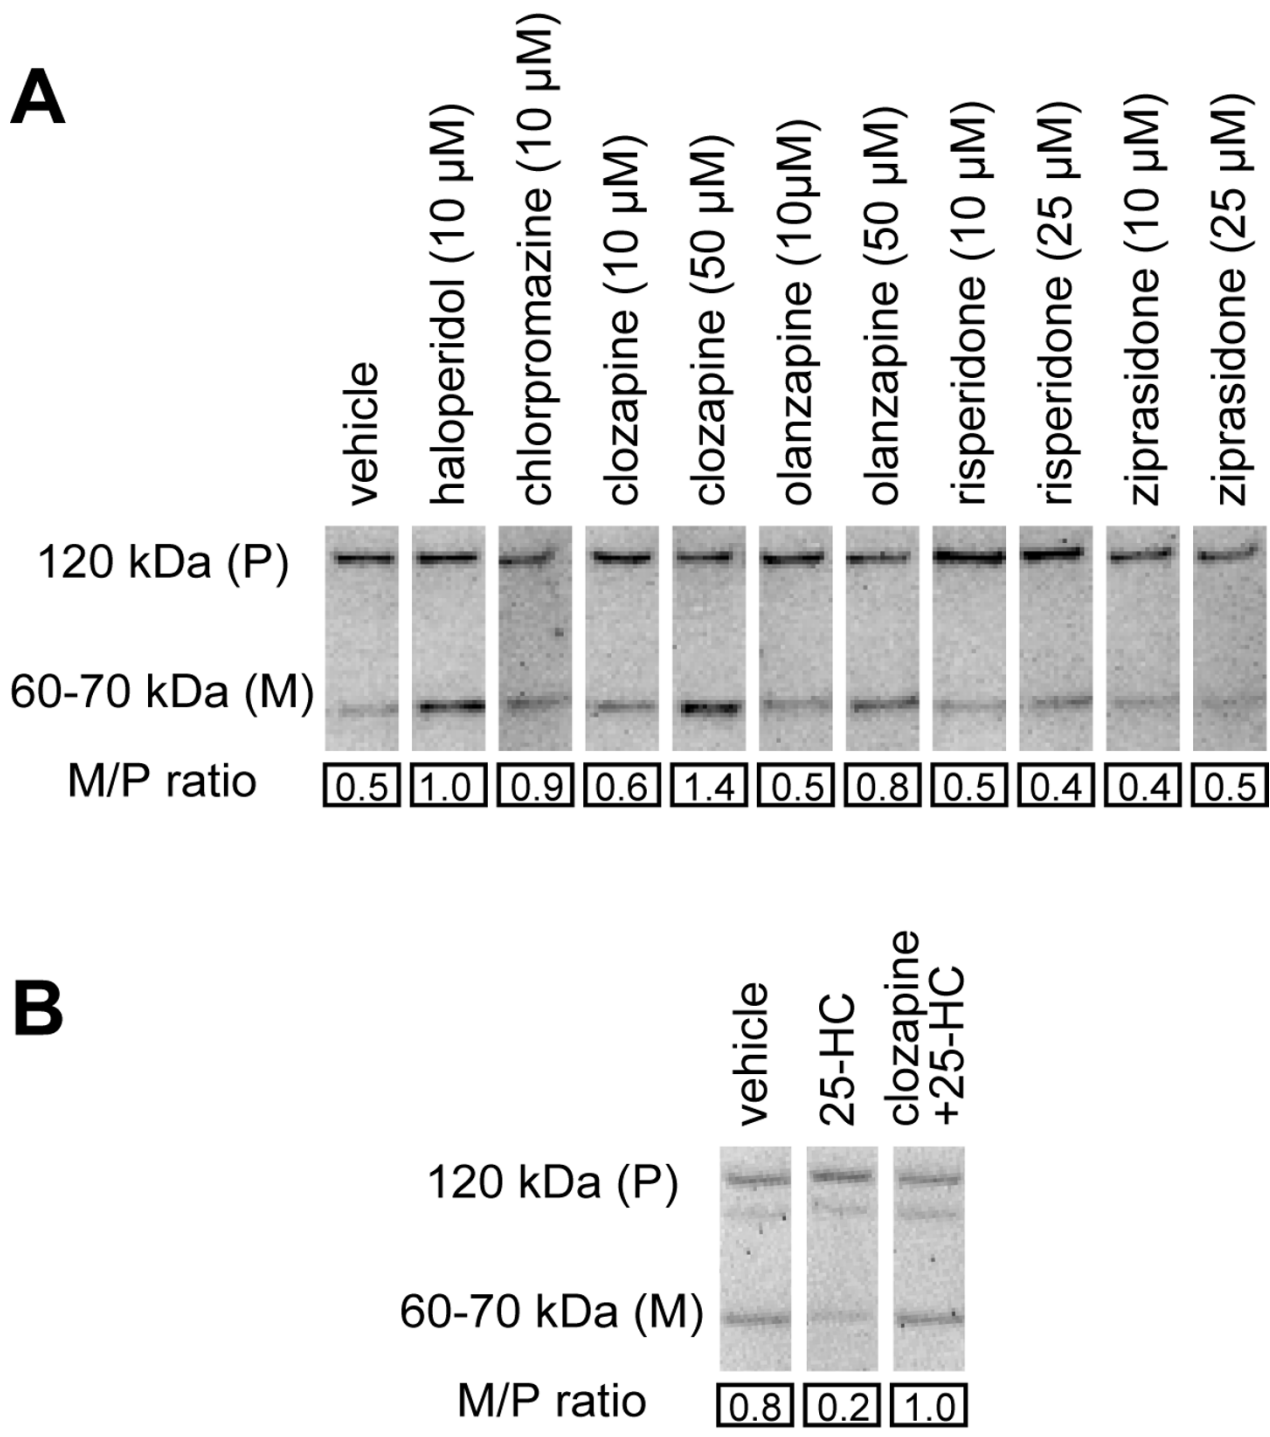 A
vehicle
haloperidol (10 µM)
chlorpromazine (10 µM)
clozapine (10 µM)
clozapine (50 µM)
olanzapine (10µM)
olanzapine (50 µM)
risperidone (10 µM)
risperidone (25 µM)
ziprasidone (10 µM)
ziprasidone (25 µM)
120 kDa (P)
60-70 kDa (M)
M/P ratio 0.5 1.0 0.9 0.6 1.4 0.5 0.8 0.5 0.4 0.4 0.5
B
vehicle
25-HC
clozapine
+25-HC
120 kDa (P)
60-70 kDa (M)
M/P ratio 0.8 0.2 1.0